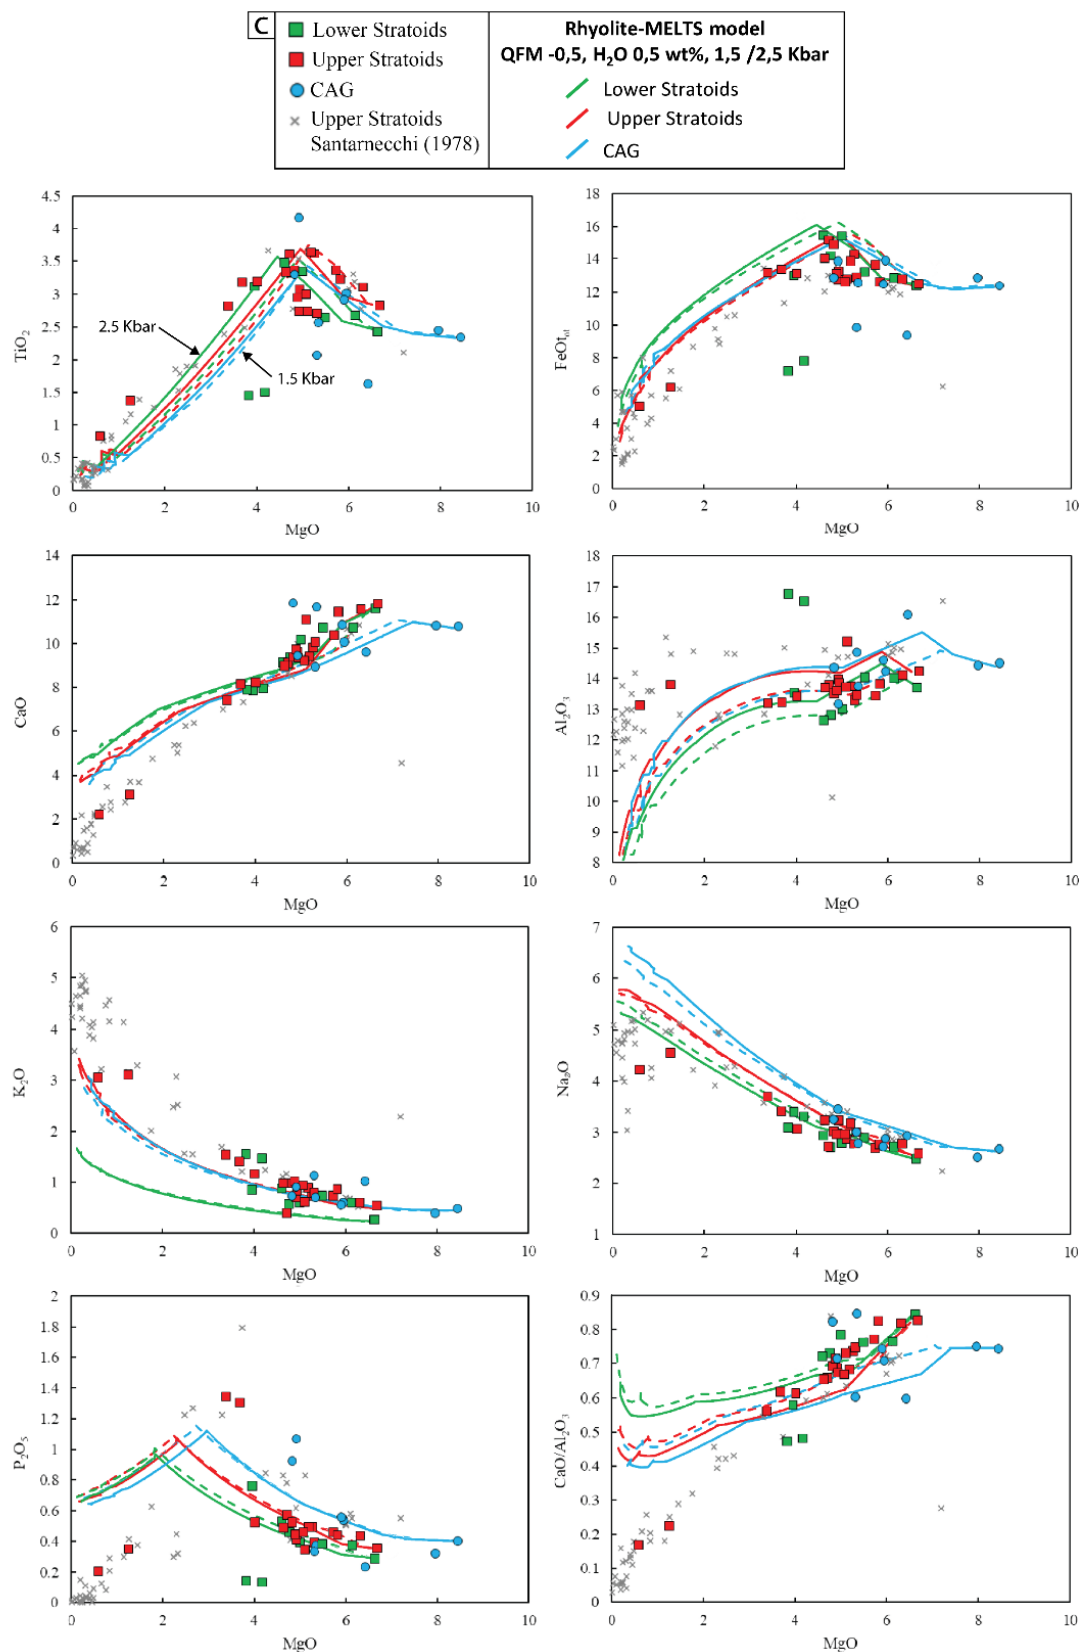 C
Lower Stratoids
Upper Stratoids
CAG
Upper Stratoids
Santarnecchi (1978)
Rhyolite-MELTS model
QFM -0,5, H₂O 0,5 wt%, 1,5 /2,5 Kbar
Lower Stratoids
Upper Stratoids
CAG
TiO₂
4.5
4
3.5
3
2.5
2
1.5
1
0.5
0
2.5 Kbar
1.5 Kbar
0 2 4 6 8 10
MgO
FeOtₒₜ
18
16
14
12
10
8
6
4
2
0
0 2 4 6 8 10
MgO
CaO
14
12
10
8
6
4
2
0
0 2 4 6 8 10
MgO
Al₂O₃
18
17
16
15
14
13
12
11
10
9
8
0 2 4 6 8 10
MgO
K₂O
6
5
4
3
2
1
0
0 2 4 6 8 10
MgO
Na₂O
7
6
5
4
3
2
1
0 2 4 6 8 10
MgO
P₂O₅
2
1.8
1.6
1.4
1.2
1
0.8
0.6
0.4
0.2
0
0 2 4 6 8 10
MgO
CaO/Al₂O₃
0.9
0.8
0.7
0.6
0.5
0.4
0.3
0.2
0.1
0
0 2 4 6 8 10
MgO